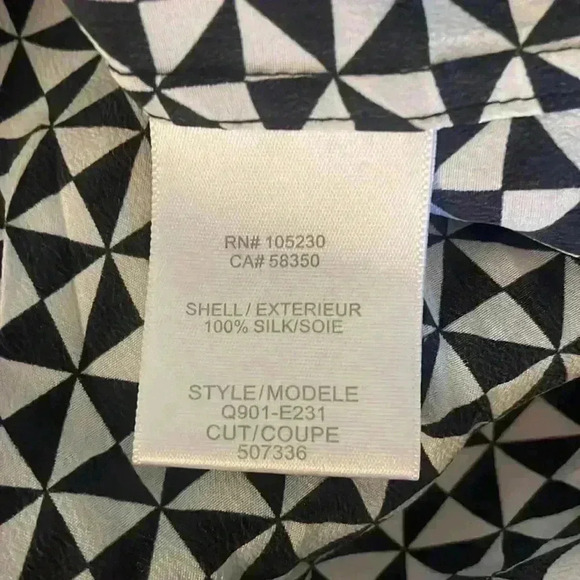 RN# 105230
CA# 58350
SHELL/EXTERIEUR
100% SILK/SOIE
STYLE/MODELE
Q901-E231
CUT/COUPE
507336